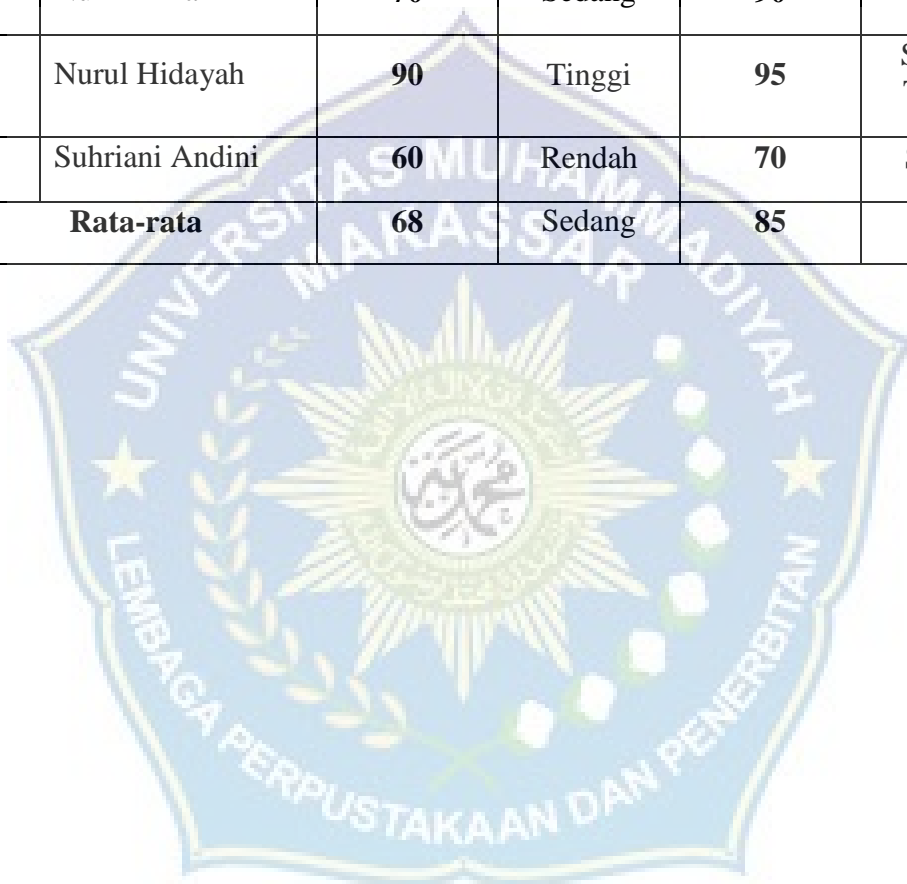 Nurul Hidayah 90 Tinggi 95
Suhriani Andini 60 Rendah 70
Rata-rata 68 Sedang 85
UNIVERSITAS MUHAMMADIYAH
MAKASSAR
LEMBAGA PERPUSTAKAAN DAN PENERBITAN